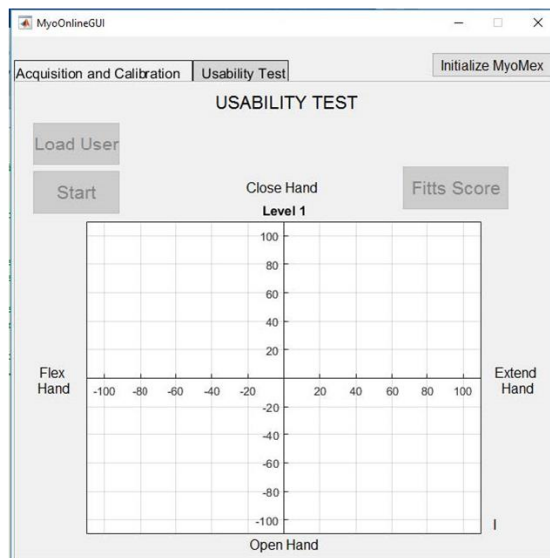 MyoOnlineGUI
Initialize MyoMex
Acquisition and Calibration Usability Test
USABILITY TEST
Load User
Start
Fitts Score
Close Hand
Level 1
100
80
60
40
20
Flex
Hand
Extend
Hand
-100 -80 -60 -40 -20 20 40 60 80 100
-20
-40
-60
-80
-100
I
Open Hand